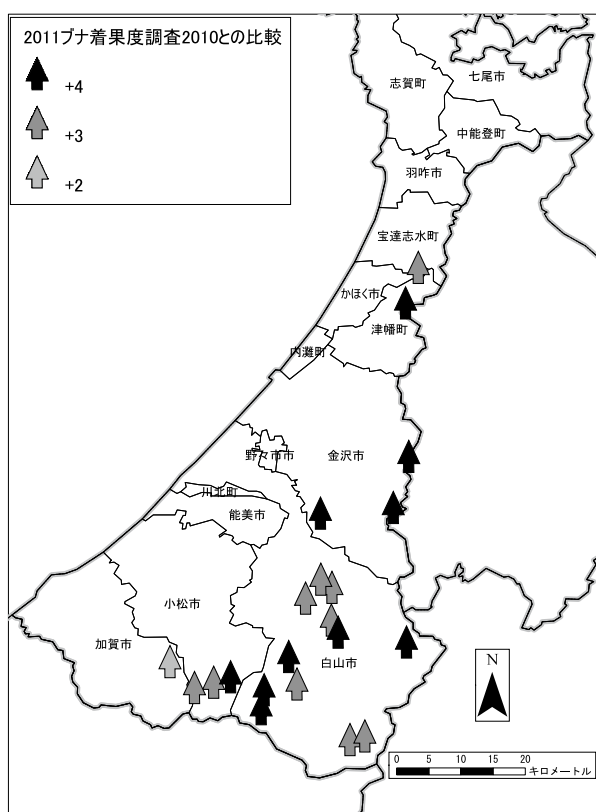 2011ブナ着果度調査2010との比較
+4
+3
+2
志賀町
七尾市
中能登町
羽咋市
宝達志水町
かほく市
津幡町
内灘町
野々市市
金沢市
川北町
能美市
小松市
加賀市
白山市
N
0 5 10 15 20
キロメートル